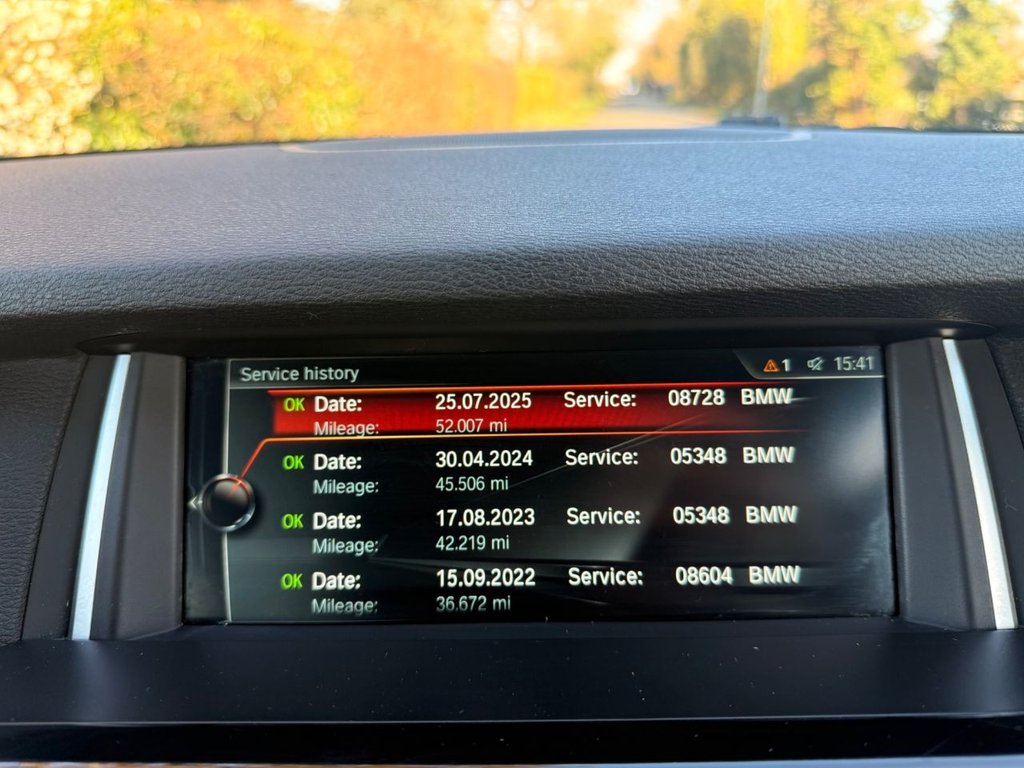 Service history 1 15:41
OK Date: 25.07.2025 Service: 08728 BMW
Mileage: 52.007 mi
OK Date: 30.04.2024 Service: 05348 BMW
Mileage: 45.506 mi
OK Date: 17.08.2023 Service: 05348 BMW
Mileage: 42.219 mi
OK Date: 15.09.2022 Service: 08604 BMW
Mileage: 36.672 mi